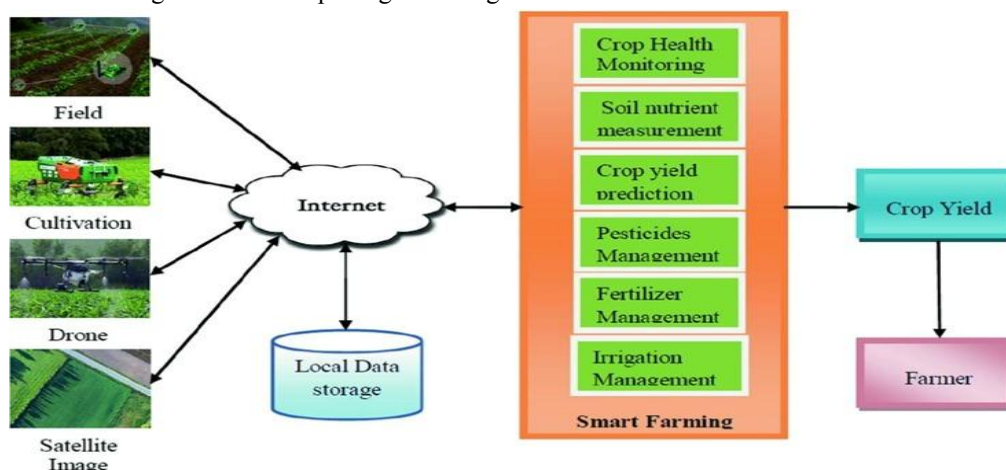 Field
Cultivation
Drone
Satellite
Image
Internet
Local Data
storage
Crop Health
Monitoring
Soil nutrient
measurement
Crop yield
prediction
Pesticides
Management
Fertilizer
Management
Irrigation
Management
Smart Farming
Crop Yield
Farmer